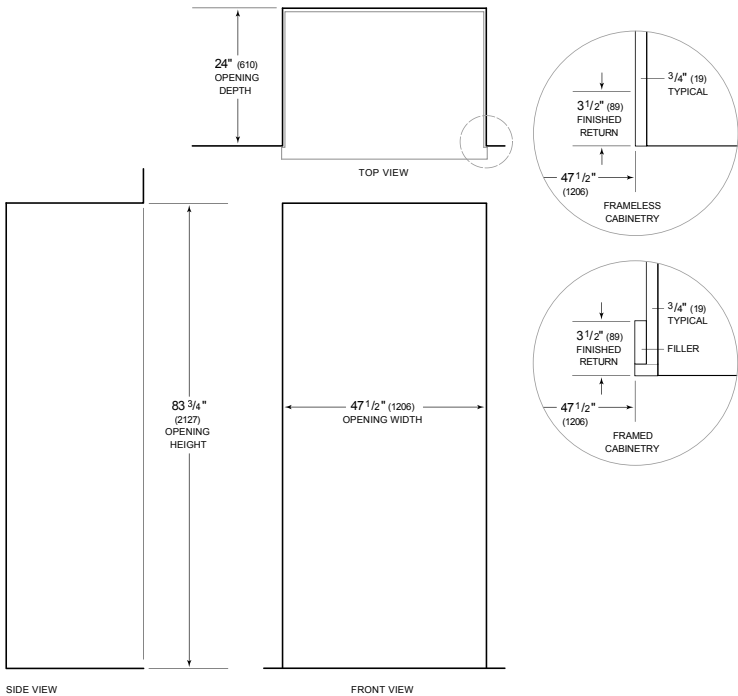 24" (610)
OPENING
DEPTH
TOP VIEW
3/4" (19)
TYPICAL
3 1/2" (89)
FINISHED
RETURN
47 1/2"
(1206)
FRAMELESS
CABINETRY
3/4" (19)
TYPICAL
3 1/2" (89)
FINISHED
RETURN
FILLER
47 1/2"
(1206)
FRAMED
CABINETRY
83 3/4"
(2127)
OPENING
HEIGHT
47 1/2" (1206)
OPENING WIDTH
SIDE VIEW
FRONT VIEW